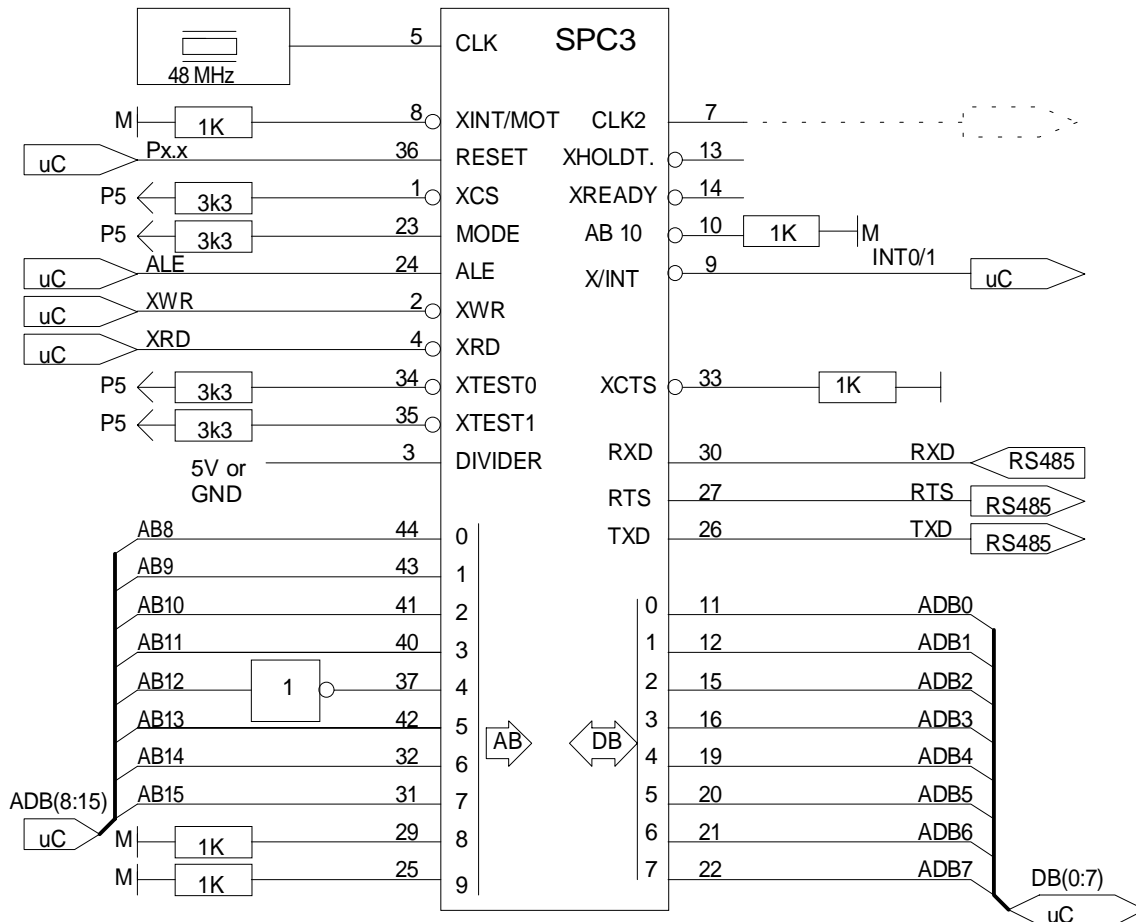 5 CLK SPC3
48 MHz
M 1K 8 XINT/MOT CLK2 7
uC Px.x 36 RESET XHOLDT. 13
P5 3k3 1 XCS XREADY 14
P5 3k3 23 MODE AB 10 10 1K M
uC ALE 24 ALE X/INT 9 INT0/1 uC
uC XWR 2 XWR
uC XRD 4 XRD
P5 3k3 34 XTEST0 XCTS 33 1K
P5 3k3 35 XTEST1
5V or 3 DIVIDER RXD 30 RXD RS485
GND
RTS 27 RTS RS485
AB8 44 0 TXD 26 TXD RS485
AB9 43 1
AB10 41 2 0 11 ADB0
AB11 40 3 1 12 ADB1
AB12 1 37 4 2 15 ADB2
AB13 42 5 AB DB 3 16 ADB3
AB14 32 6 4 19 ADB4
ADB(8:15) AB15 31 7 5 20 ADB5
uC M 1K 29 8 6 21 ADB6
M 1K 25 9 7 22 ADB7 DB(0:7)
uC